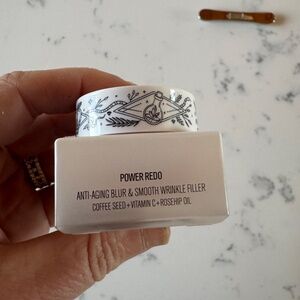 POWER REDO
ANTI-AGING BLUR & SMOOTH WRINKLE FILLER
COFFEE SEED + VITAMIN C + ROSEHIP OIL